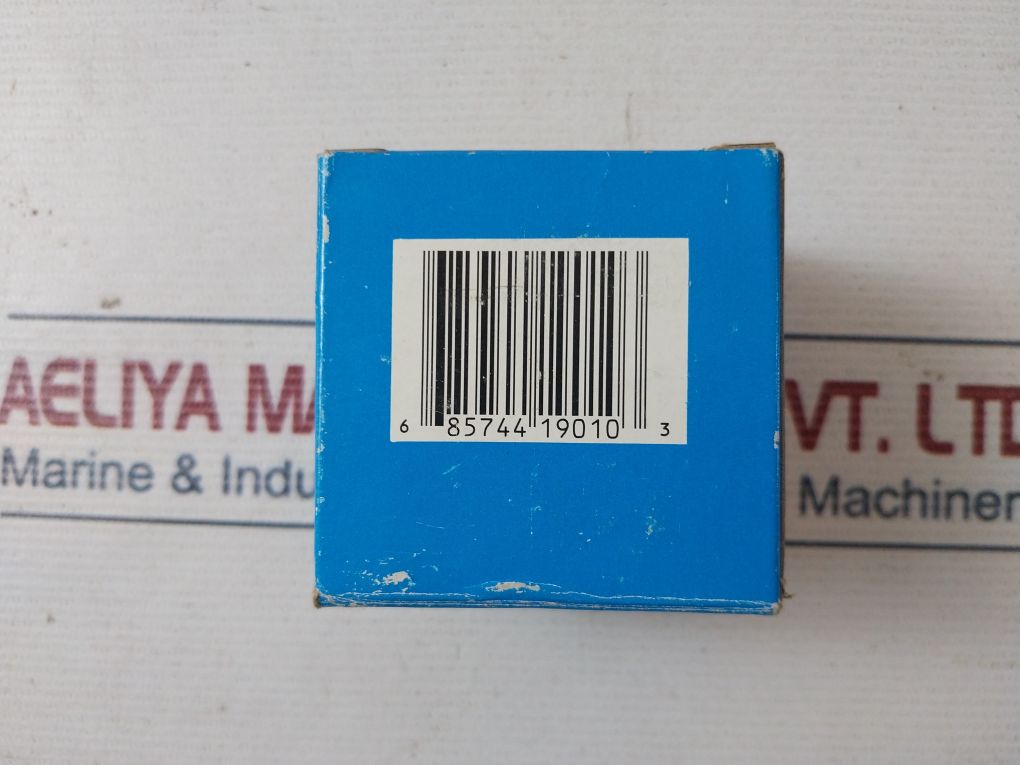 AELIYA MA VT. LTD
Marine & Indu Machiner
6 85744 19010 3